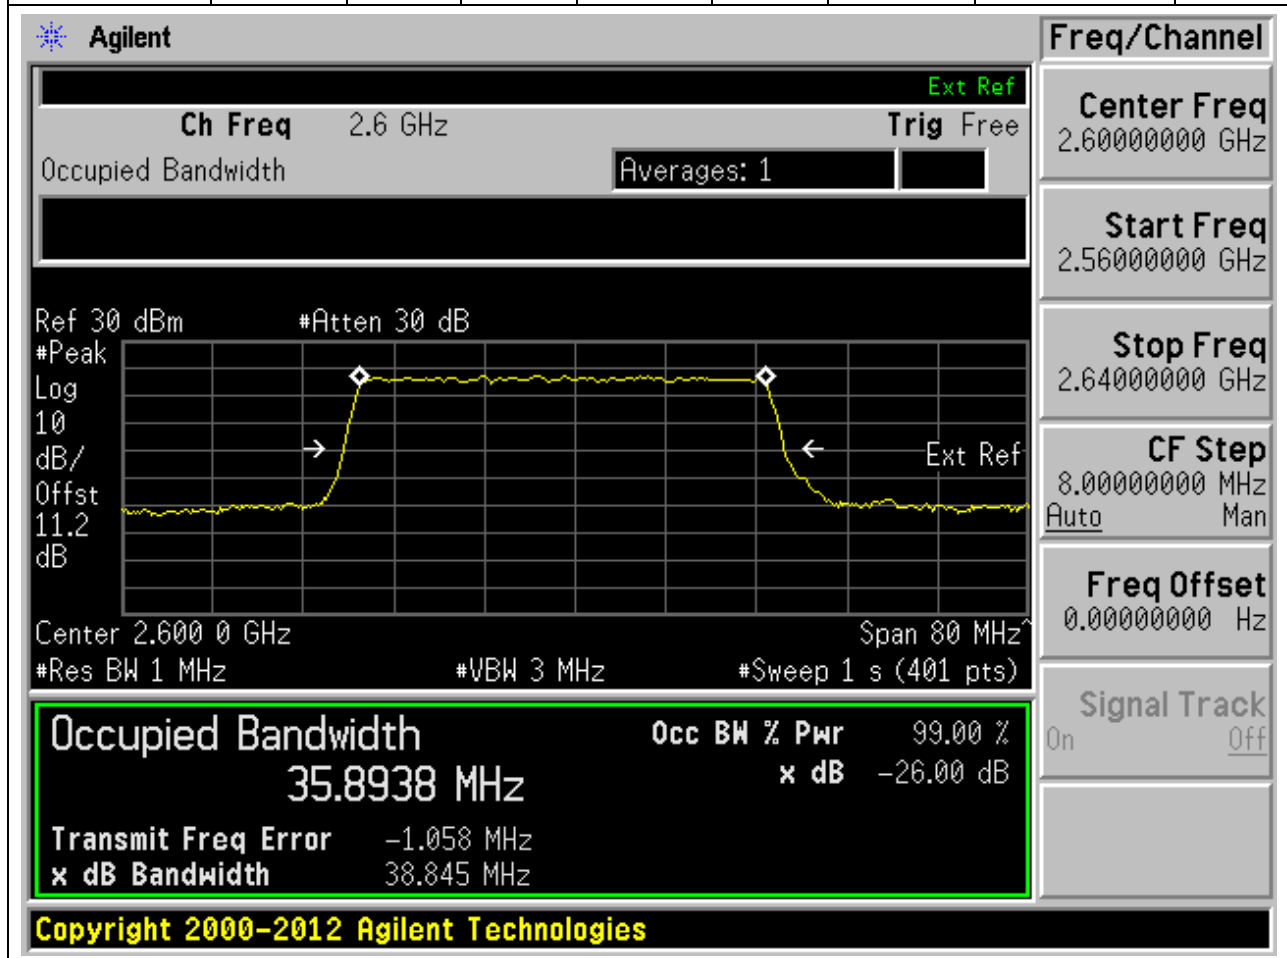 Agilent
Freq/Channel
Ext Ref
Ch Freq 2.6 GHz Trig Free
Occupied Bandwidth Averages: 1
Center Freq
2.60000000 GHz
Start Freq
2.56000000 GHz
Stop Freq
2.64000000 GHz
CF Step
8.00000000 MHz
Auto Man
Freq Offset
0.00000000 Hz
Signal Track
On Off
Ref 30 dBm #Atten 30 dB
#Peak
Log
10
dB/
Offst
11.2
dB
Ext Ref
Center 2.600 0 GHz Span 80 MHz^
#Res BW 1 MHz #VBW 3 MHz #Sweep 1 s (401 pts)
Occupied Bandwidth Occ BW % Pwr 99.00 %
35.8938 MHz x dB -26.00 dB
Transmit Freq Error -1.058 MHz
x dB Bandwidth 38.845 MHz
Copyright 2000-2012 Agilent Technologies